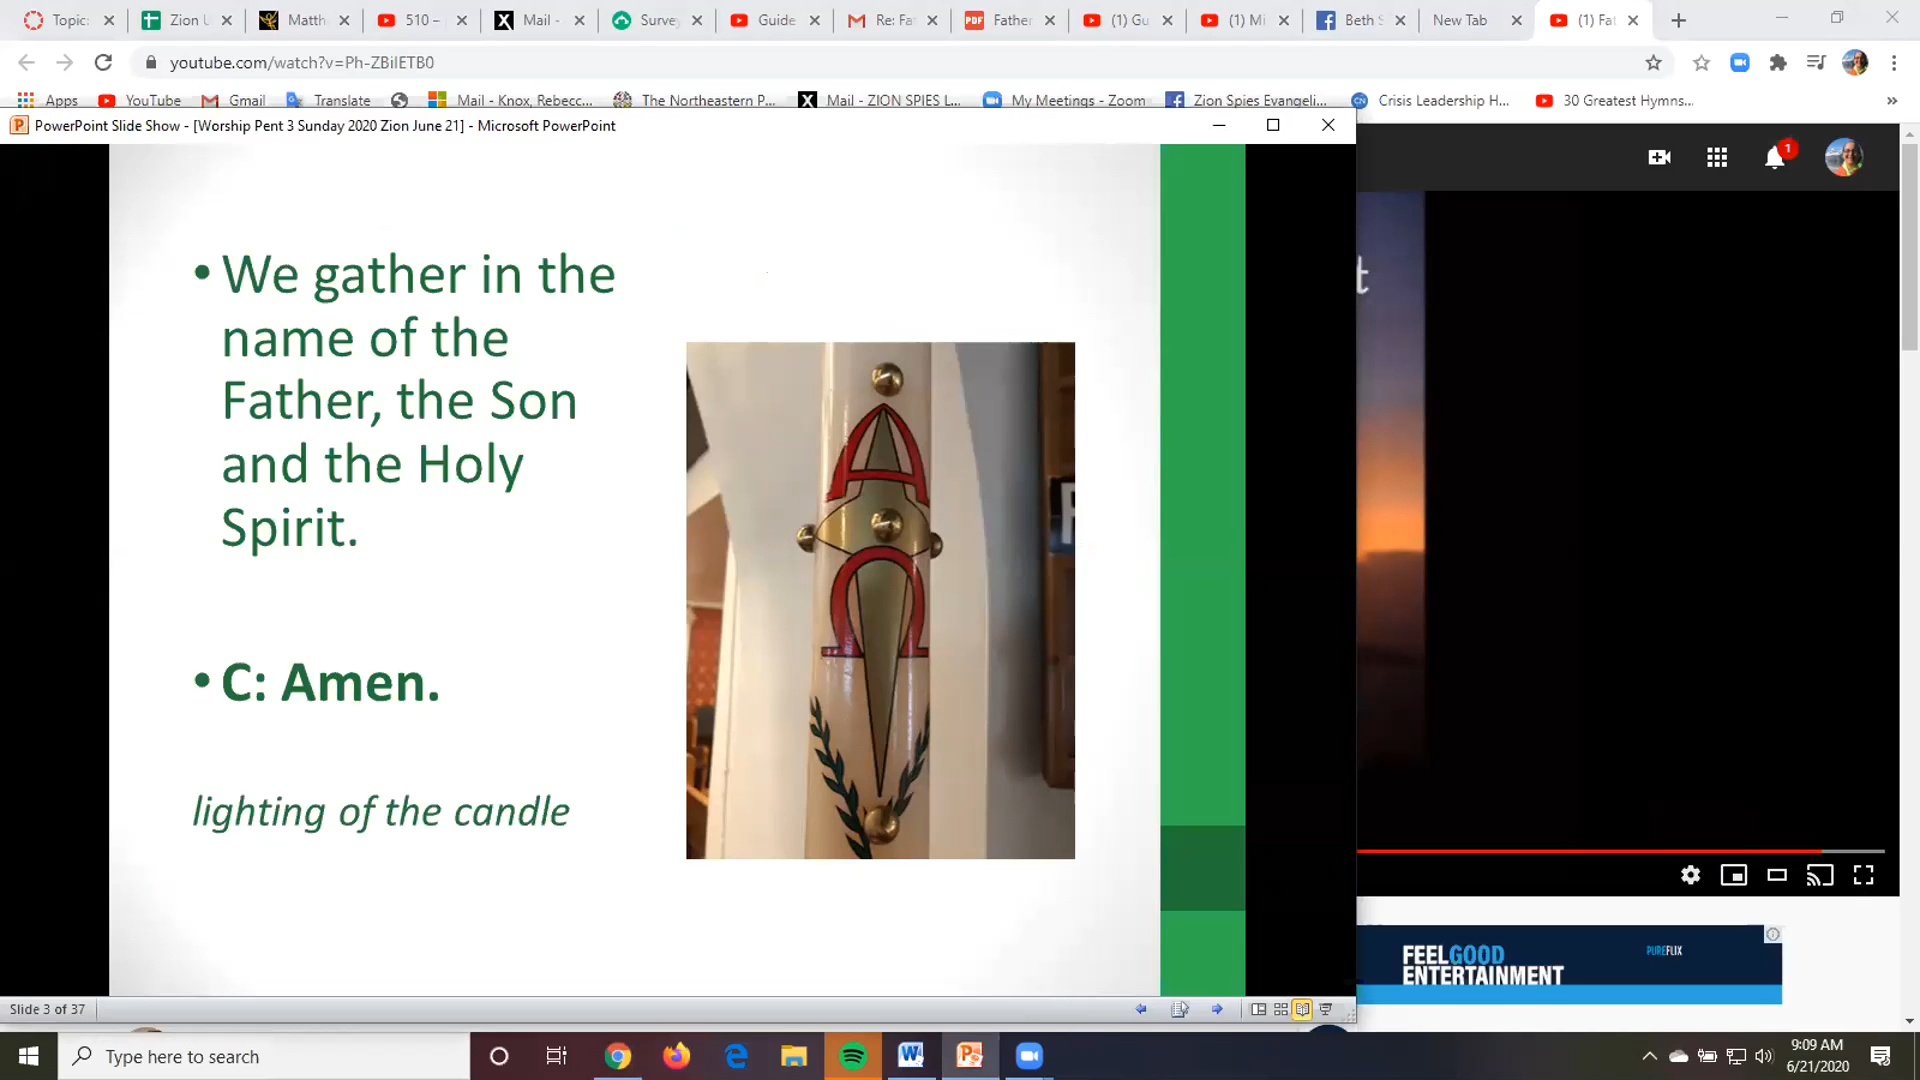 Topic:
Zion U
Matth
510 –
Mail -
Survey
Guide
Re: Fa
Father
(1) Gu
(1) Mi
Beth S
New Tab
(1) Fat
youtube.com/watch?v=Ph-ZBilETB0
Apps
YouTube
Gmail
Translate
Mail - Knox, Rebecc...
The Northeastern P...
Mail - ZION SPIES L...
My Meetings - Zoom
Zion Spies Evangeli...
Crisis Leadership H...
30 Greatest Hymns...
PowerPoint Slide Show - [Worship Pent 3 Sunday 2020 Zion June 21] - Microsoft PowerPoint
1
• We gather in the
name of the
Father, the Son
and the Holy
Spirit.
• C: Amen.
lighting of the candle
Α
Ω
t
FEELGOOD
ENTERTAINMENT
PUREFLIX
Slide 3 of 37
Type here to search
9:09 AM
6/21/2020